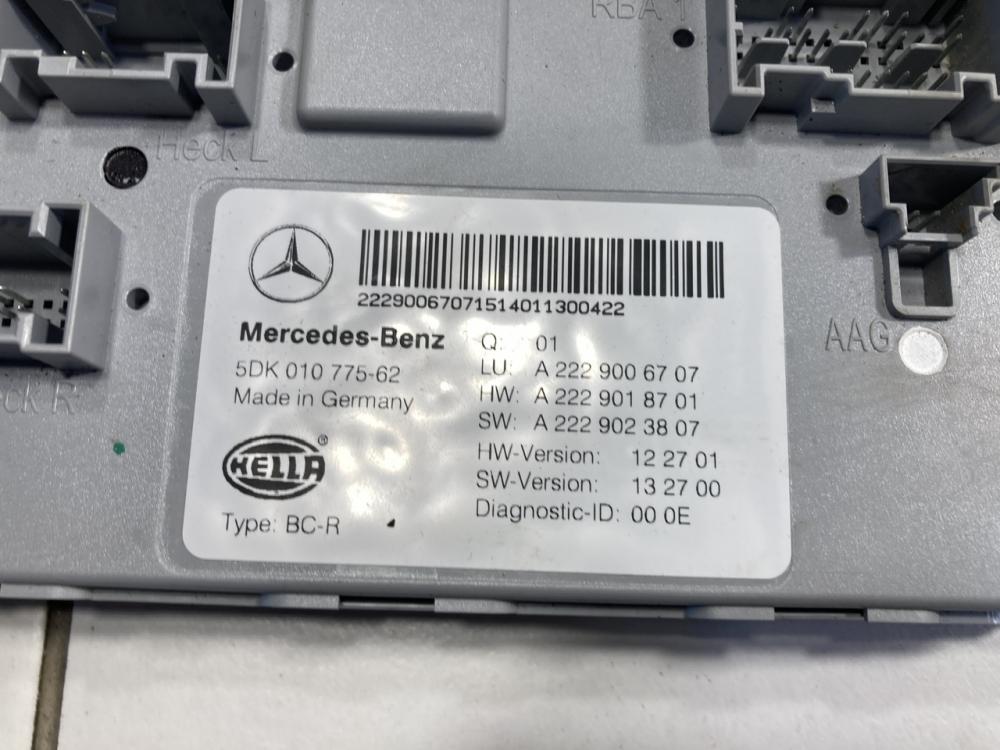 RBA 1
Heck L
22290067071514011300422
Mercedes-Benz
5DK 010 775-62
Made in Germany
HELLA®
Type: BC-R
Q: 01
LU: A 222 900 67 07
HW: A 222 901 87 01
SW: A 222 902 38 07
HW-Version: 12 27 01
SW-Version: 13 27 00
Diagnostic-ID: 00 0E
AAG
ck R